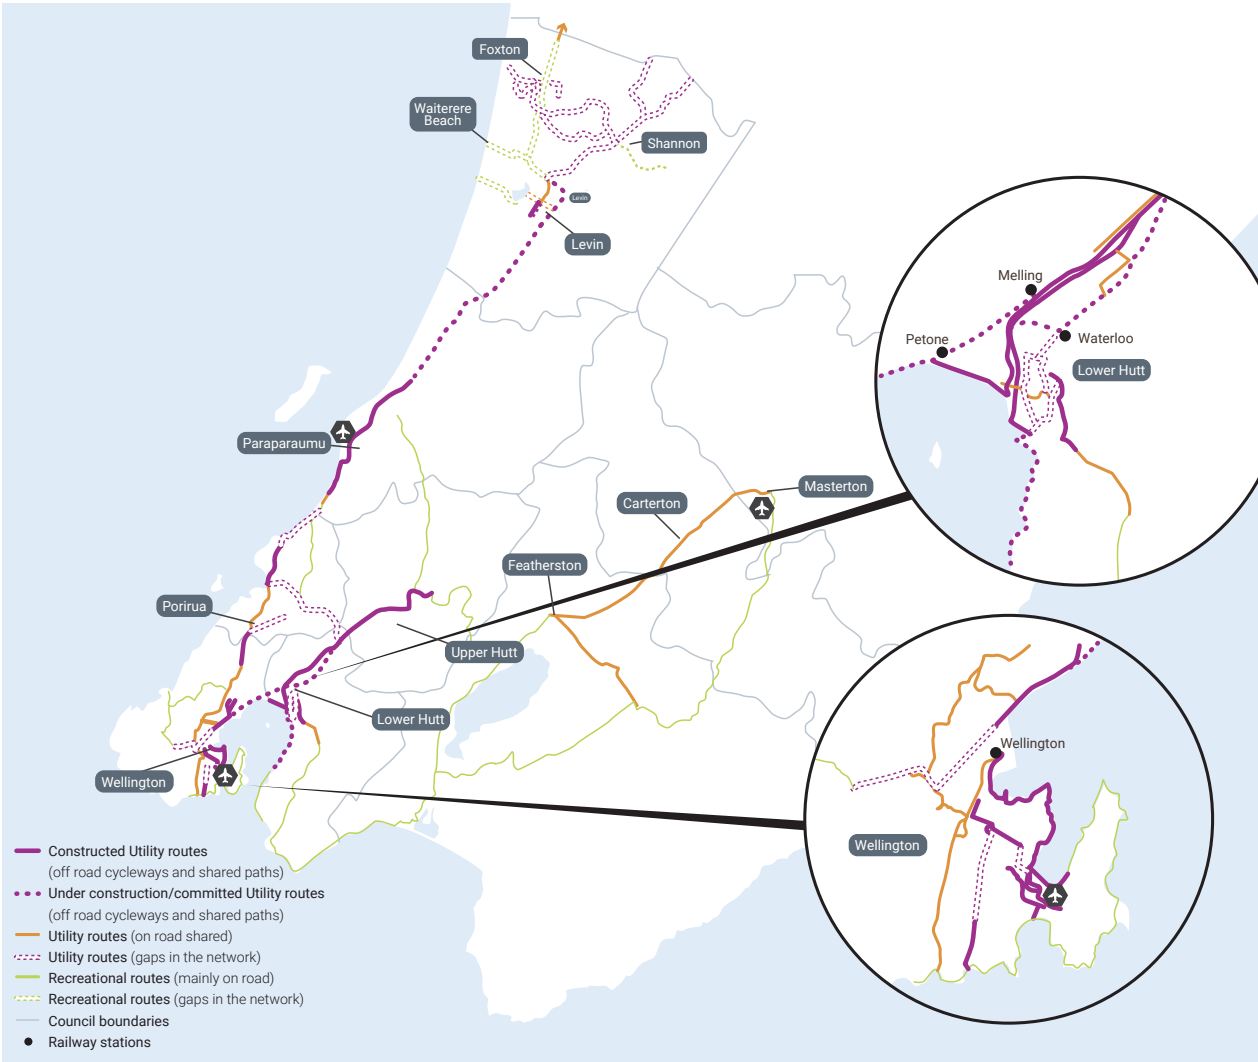 Foxton
Waiterere
Beach
Shannon
Levin
Levin
Melling
Petone
Waterloo
Lower Hutt
Paraparaumu
Masterton
Carterton
Featherston
Porirua
Upper Hutt
Lower Hutt
Wellington
Wellington
Wellington
Constructed Utility routes
(off road cycleways and shared paths)
Under construction/committed Utility routes
(off road cycleways and shared paths)
Utility routes (on road shared)
Utility routes (gaps in the network)
Recreational routes (mainly on road)
Recreational routes (gaps in the network)
Council boundaries
Railway stations